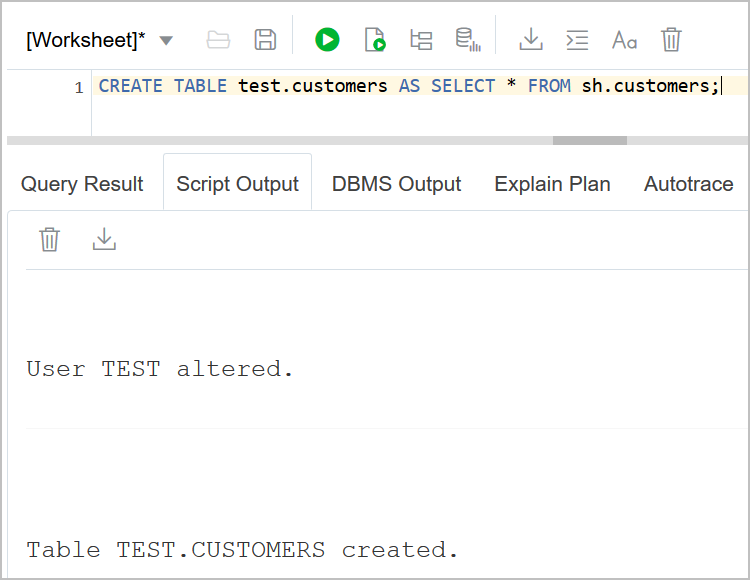 [Worksheet]*
Aa
1 CREATE TABLE test.customers AS SELECT * FROM sh.customers;
Query Result Script Output DBMS Output Explain Plan Autotrace
User TEST altered.
Table TEST.CUSTOMERS created.